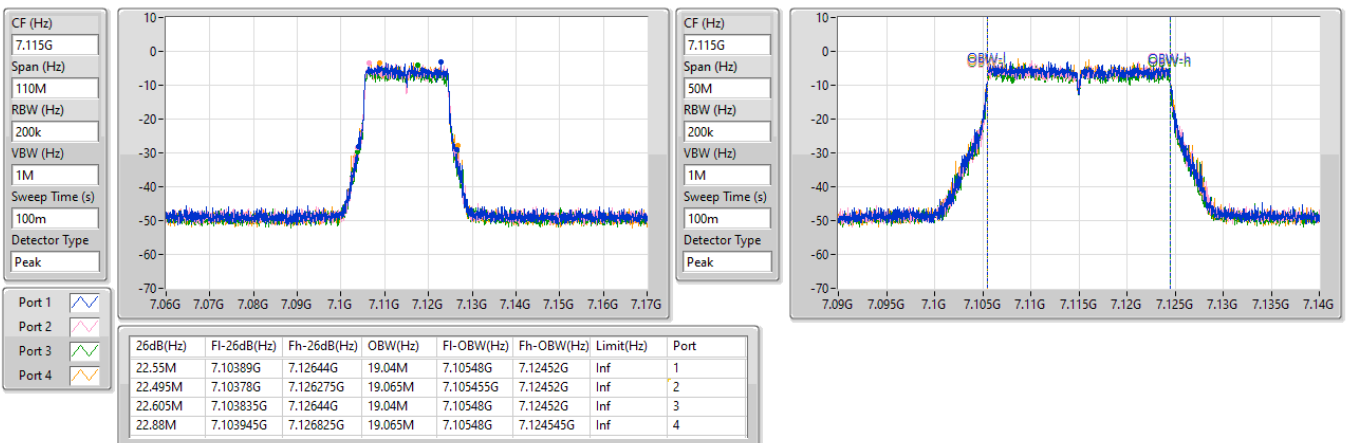 CF (Hz)
7.115G
Span (Hz)
110M
RBW (Hz)
200k
VBW (Hz)
1M
Sweep Time (s)
100m
Detector Type
Peak
10
0
-10
-20
-30
-40
-50
-60
-70
7.06G 7.07G 7.08G 7.09G 7.1G 7.11G 7.12G 7.13G 7.14G 7.15G 7.16G 7.17G
CF (Hz)
7.115G
Span (Hz)
50M
RBW (Hz)
200k
VBW (Hz)
1M
Sweep Time (s)
100m
Detector Type
Peak
10
0
-10
-20
-30
-40
-50
-60
-70
OBW-l OBW-h
7.09G 7.095G 7.1G 7.105G 7.11G 7.115G 7.12G 7.125G 7.13G 7.135G 7.14G
Port 1
Port 2
Port 3
Port 4
26dB(Hz) Fl-26dB(Hz) Fh-26dB(Hz) OBW(Hz) Fl-OBW(Hz) Fh-OBW(Hz) Limit(Hz) Port
22.55M 7.10389G 7.12644G 19.04M 7.10548G 7.12452G Inf 1
22.495M 7.10378G 7.126275G 19.065M 7.105455G 7.12452G Inf 2
22.605M 7.103835G 7.12644G 19.04M 7.10548G 7.12452G Inf 3
22.88M 7.103945G 7.126825G 19.065M 7.10548G 7.124545G Inf 4